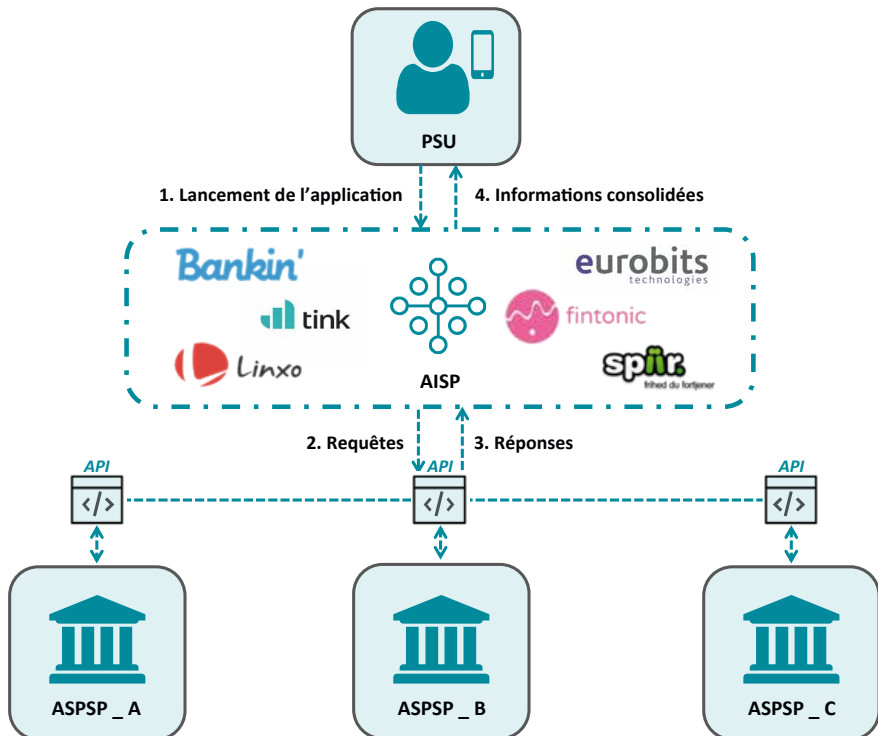 PSU
1. Lancement de l’application
4. Informations consolidées
Bankin'
eurobits
technologies
tink
fintonic
Linxo
spiir.
frihed du fortjener
AISP
2. Requêtes
3. Réponses
API
API
API
</>
</>
</>
ASPSP _ A
ASPSP _ B
ASPSP _ C